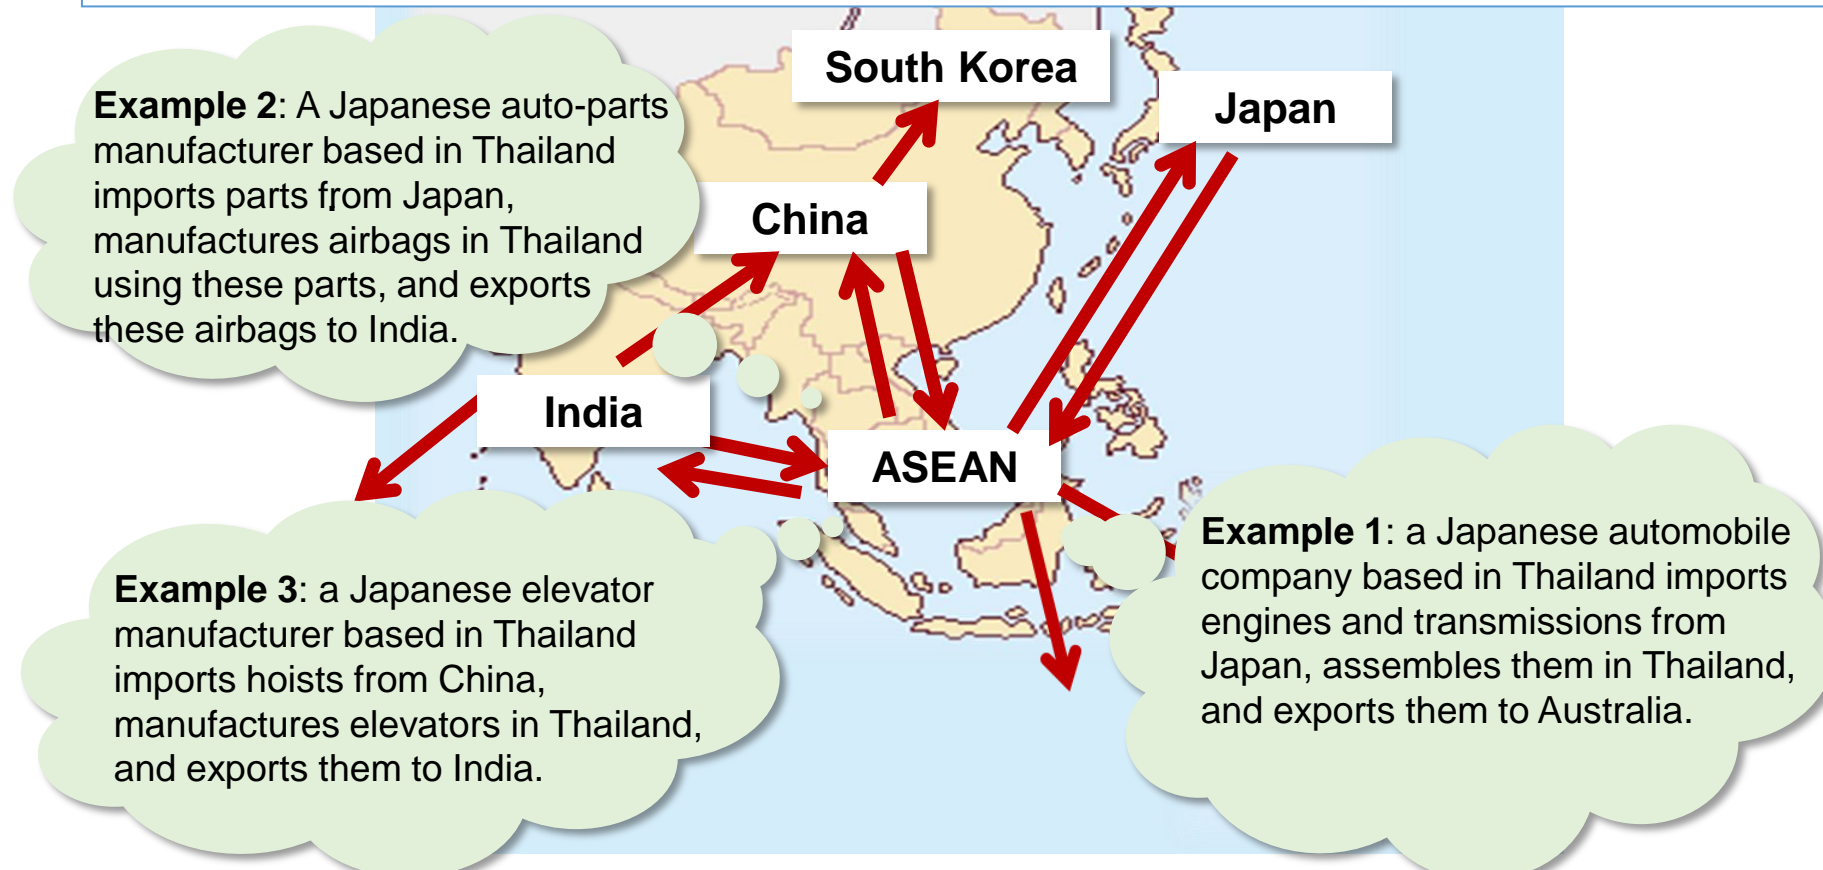 South Korea
Japan
Example 2: A Japanese auto-parts
manufacturer based in Thailand
imports parts from Japan,
manufactures airbags in Thailand
using these parts, and exports
these airbags to India.
China
India
ASEAN
Example 1: a Japanese automobile
company based in Thailand imports
engines and transmissions from
Japan, assembles them in Thailand,
and exports them to Australia.
Example 3: a Japanese elevator
manufacturer based in Thailand
imports hoists from China,
manufactures elevators in Thailand,
and exports them to India.